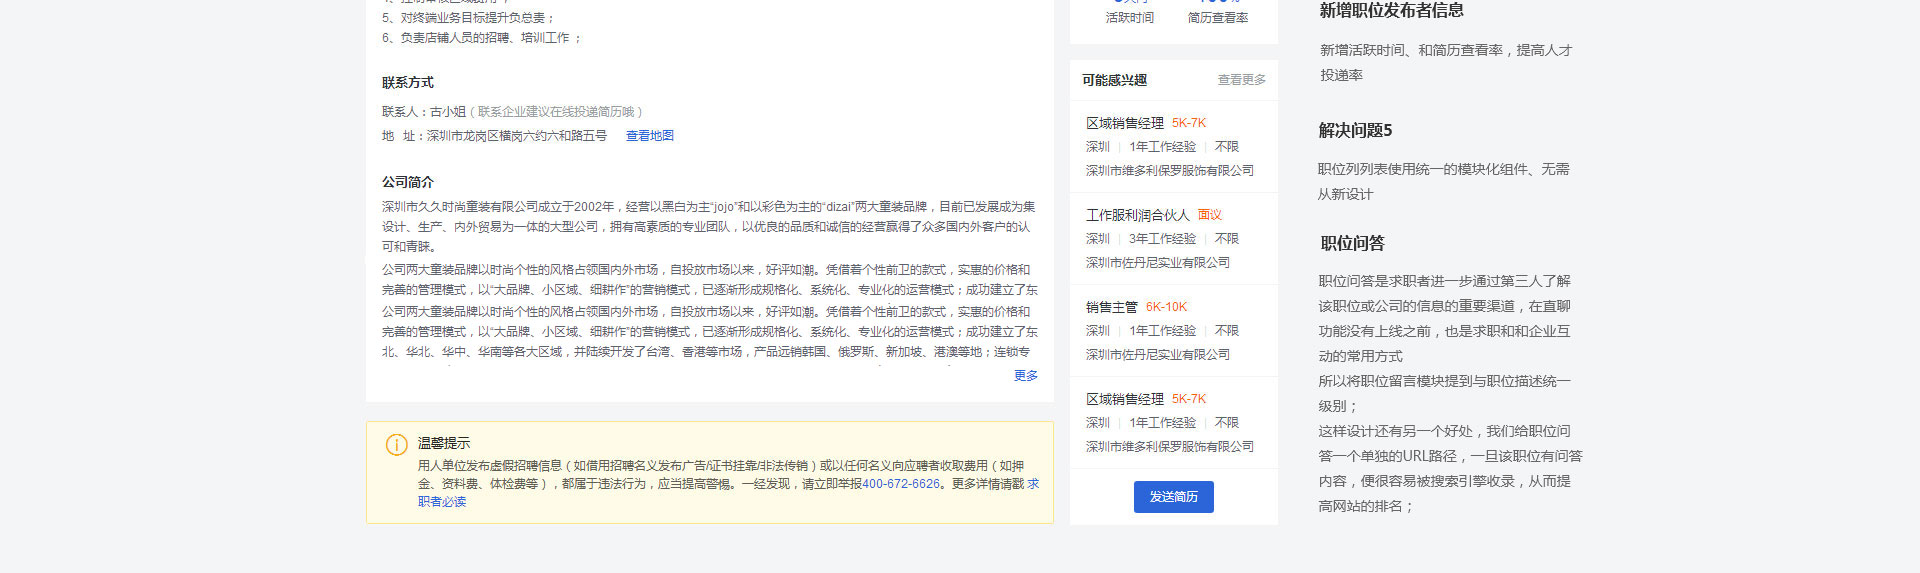 5、对终端业务目标提升负总责；
6、负责店铺人员的招聘、培训工作 ；
联系方式
联系人：古小姐（联系企业建议在线投递简历哦）
地 址：深圳市龙岗区横岗六约六和路五号 查看地图
公司简介
深圳市久久时尚童装有限公司成立于2002年，经营以黑白为主“jojo”和以彩色为主的“dizai”两大童装品牌，目前已发展成为集
设计、生产、内外贸易为一体的大型公司，拥有高素质的专业团队，以优良的品质和诚信的经营赢得了众多国内外客户的认
可和青睐。
公司两大童装品牌以时尚个性的风格占领国内外市场，自投放市场以来，好评如潮。凭借着个性前卫的款式，实惠的价格和
完善的管理模式，以“大品牌、小区域、细耕作”的营销模式，已逐渐形成规格化、系统化、专业化的运营模式；成功建立了东
公司两大童装品牌以时尚个性的风格占领国内外市场，自投放市场以来，好评如潮。凭借着个性前卫的款式，实惠的价格和
完善的管理模式，以“大品牌、小区域、细耕作”的营销模式，已逐渐形成规格化、系统化、专业化的运营模式；成功建立了东
北、华北、华中、华南等各大区域，并陆续开发了台湾、香港等市场，产品远销韩国、俄罗斯、新加坡、港澳等地；连锁专
更多
温馨提示
用人单位发布虚假招聘信息（如借用招聘名义发布广告/证书挂靠/非法传销）或以任何名义向应聘者收取费用（如押
金、资料费、体检费等），都属于违法行为，应当提高警惕。一经发现，请立即举报400-672-6626。更多详情请戳 求
职者必读
活跃时间 简历查看率
可能感兴趣 查看更多
区域销售经理 5K-7K
深圳 | 1年工作经验 | 不限
深圳市维多利保罗服饰有限公司
工作服利润合伙人 面议
深圳 | 3年工作经验 | 不限
深圳市佐丹尼实业有限公司
销售主管 6K-10K
深圳 | 1年工作经验 | 不限
深圳市佐丹尼实业有限公司
区域销售经理 5K-7K
深圳 | 1年工作经验 | 不限
深圳市维多利保罗服饰有限公司
发送简历
新增职位发布者信息
新增活跃时间、和简历查看率，提高人才
投递率
解决问题5
职位列列表使用统一的模块化组件、无需
从新设计
职位问答
职位问答是求职者进一步通过第三人了解
该职位或公司的信息的重要渠道，在直聊
功能没有上线之前，也是求职和和企业互
动的常用方式
所以将职位留言模块提到与职位描述统一
级别；
这样设计还有另一个好处，我们给职位问
答一个单独的URL路径，一旦该职位有问答
内容，便很容易被搜索引擎收录，从而提
高网站的排名；